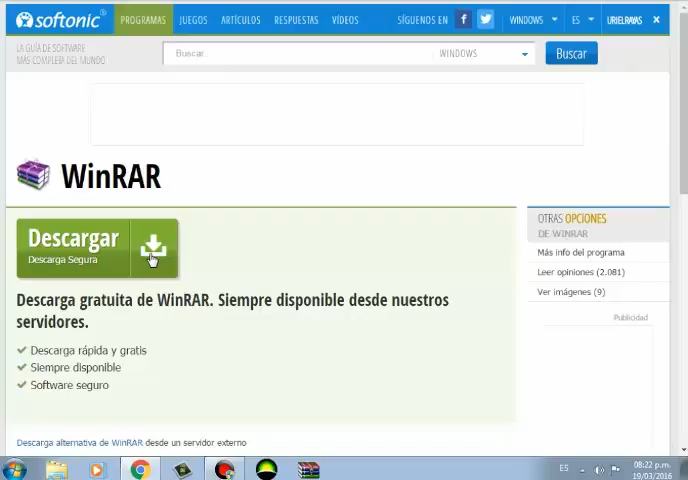 softonic PROGRAMAS JUEGOS ARTÍCULOS RESPUESTAS VÍDEOS SÍGUENOS EN f WINDOWS ES URIELRAYAS ×
LA GUÍA DE SOFTWARE
MÁS COMPLETA DEL MUNDO
Buscar... WINDOWS Buscar
WinRAR
Descargar
Descarga Segura
Descarga gratuita de WinRAR. Siempre disponible desde nuestros
servidores.
Descarga rápida y gratis
Siempre disponible
Software seguro
Descarga alternativa de WinRAR desde un servidor externo
OTRAS OPCIONES
DE WINRAR
Más info del programa
Leer opiniones (2.081)
Ver imágenes (9)
Publicidad
ES 08:22 p.m.
19/03/2016